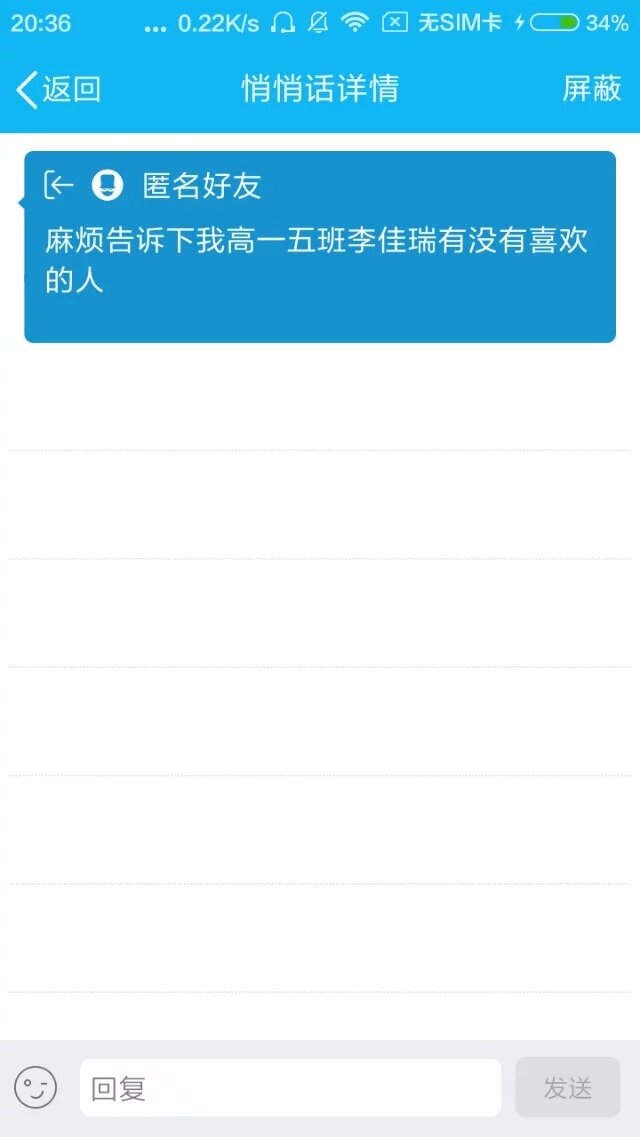 20:36 ... 0.22K/s 无SIM卡 34%
返回 悄悄话详情 屏蔽
匿名好友
麻烦告诉下我高一五班李佳瑞有没有喜欢
的人
回复 发送